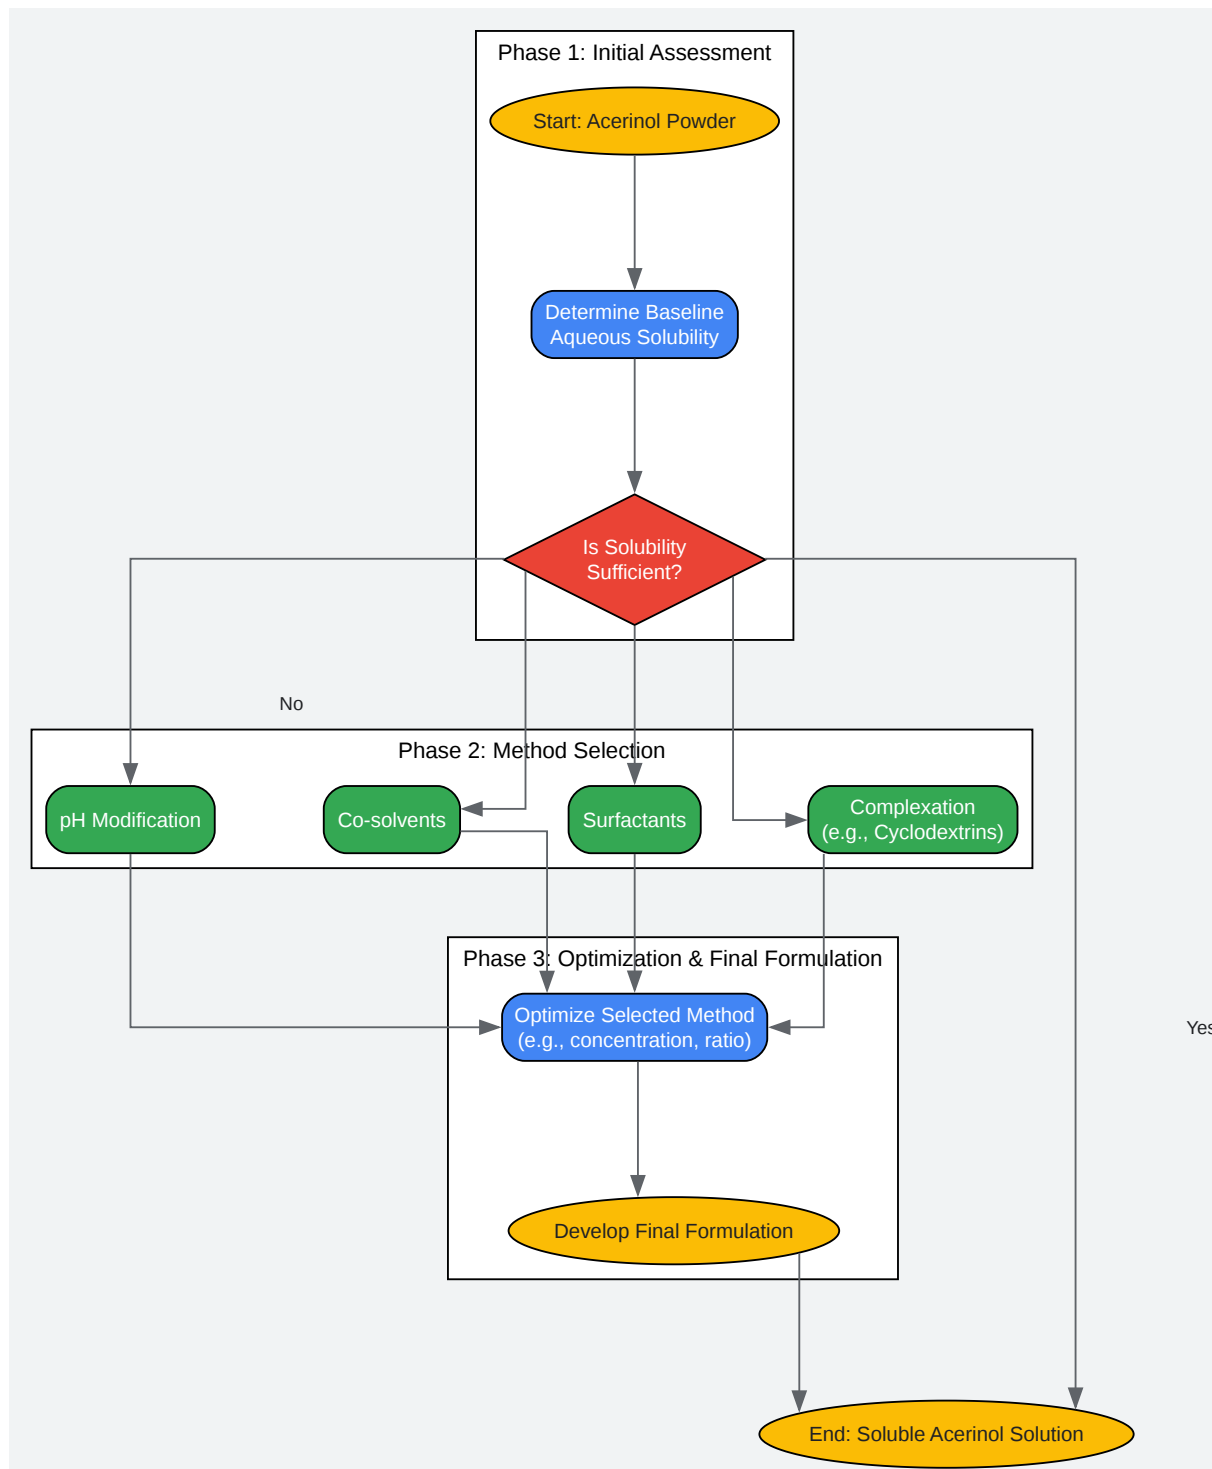 Phase 1: Initial Assessment
Start: Acerinol Powder
Determine Baseline
Aqueous Solubility
Is Solubility
Sufficient?
No
Phase 2: Method Selection
pH Modification
Co-solvents
Surfactants
Complexation
(e.g., Cyclodextrins)
Phase 3: Optimization & Final Formulation
Optimize Selected Method
(e.g., concentration, ratio)
Yes
Develop Final Formulation
End: Soluble Acerinol Solution